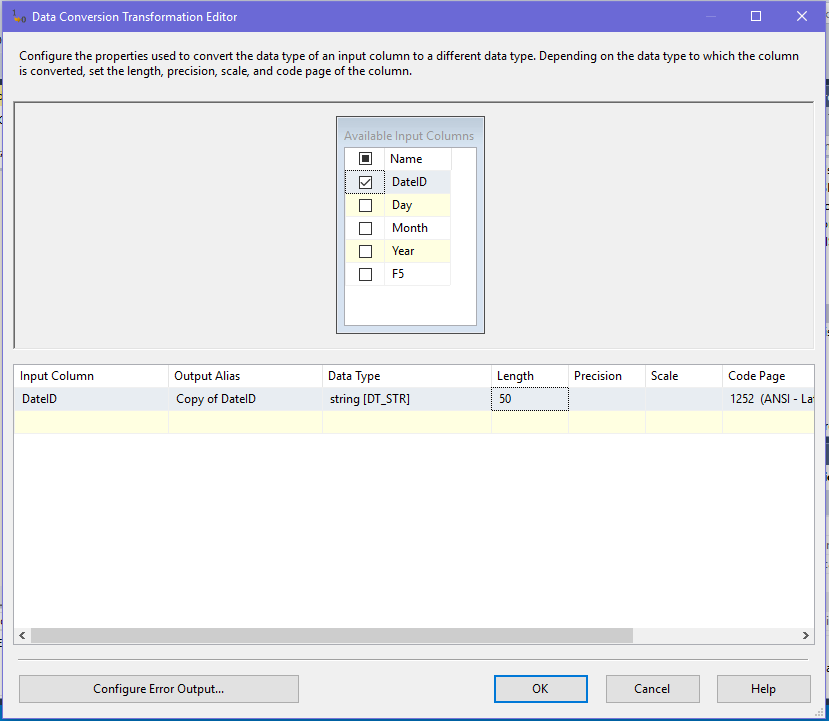 Data Conversion Transformation Editor
Configure the properties used to convert the data type of an input column to a different data type. Depending on the data type to which the column
is converted, set the length, precision, scale, and code page of the column.
Available Input Columns
Name
DateID
Day
Month
Year
F5
Input Column Output Alias Data Type Length Precision Scale Code Page
DateID Copy of DateID string [DT_STR] 50 1252 (ANSI - La
Configure Error Output... OK Cancel Help